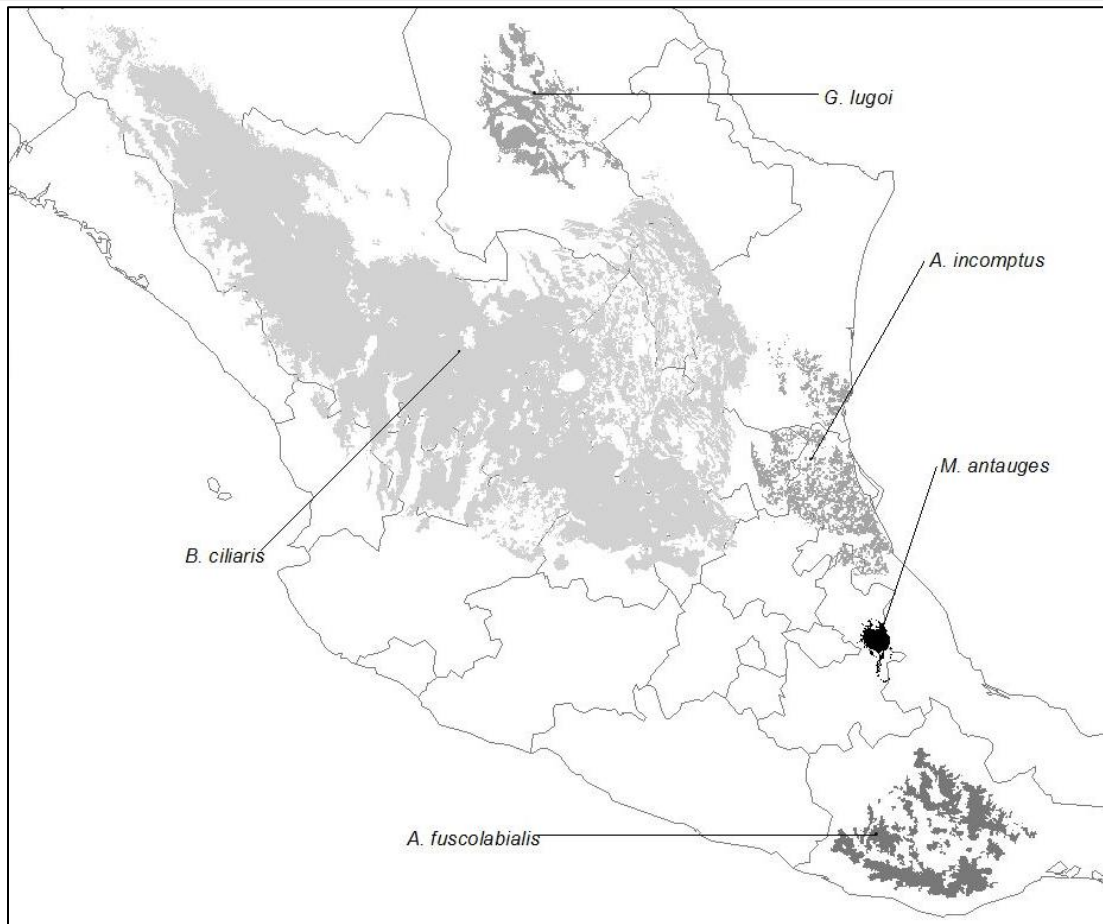 G. lugoi
A. incomptus
M. antauges
B. ciliaris
A. fuscolabialis